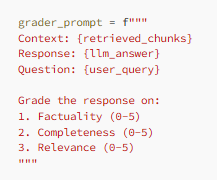 grader_prompt = f"""
Context: {retrieved_chunks}
Response: {llm_answer}
Question: {user_query}

Grade the response on:
1. Factuality (0-5)
2. Completeness (0-5)
3. Relevance (0-5)
"""